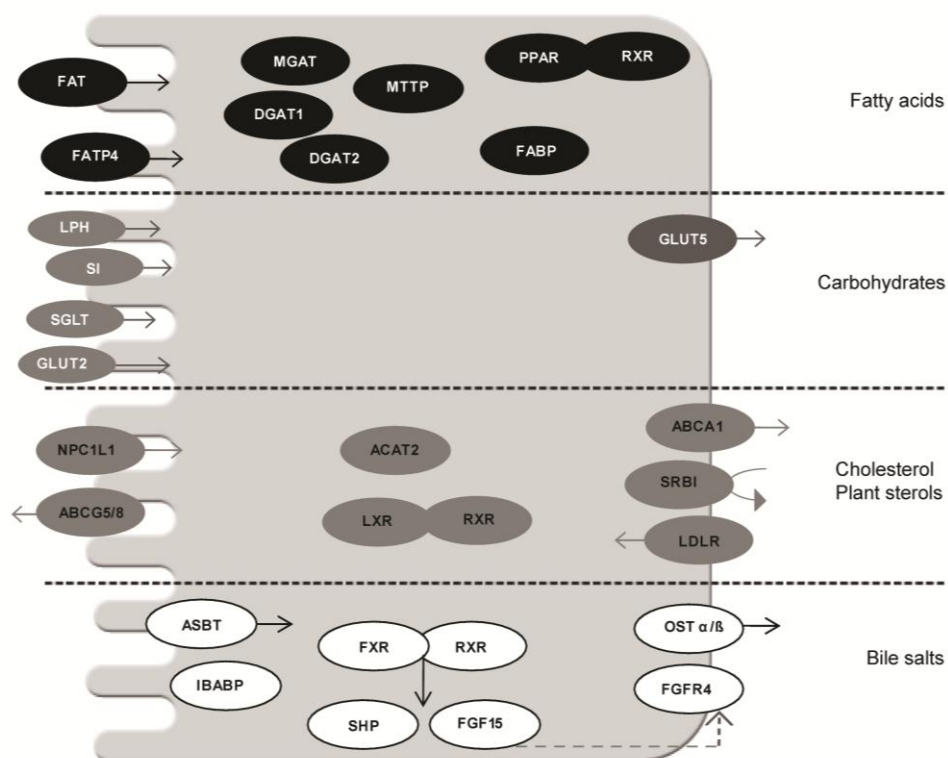 FAT
MGAT
MTTP
PPAR
RXR
DGAT1
FATP4
DGAT2
FABP
Fatty acids
LPH
SI
SGLT
GLUT2
GLUT5
Carbohydrates
NPC1L1
ABCG5/8
ACAT2
LXR
RXR
ABCA1
SRBI
LDLR
Cholesterol
Plant sterols
ASBT
IBABP
FXR
RXR
SHP
FGF15
OST α/ß
FGFR4
Bile salts